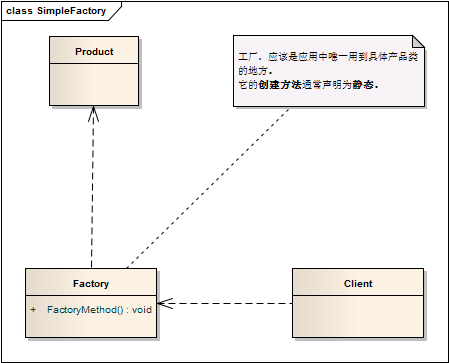 class SimpleFactory
Product
工厂，应该是应用中唯一用到具体产品类
的地方。
它的创建方法通常声明为静态。
Factory
+ FactoryMethod() : void
Client